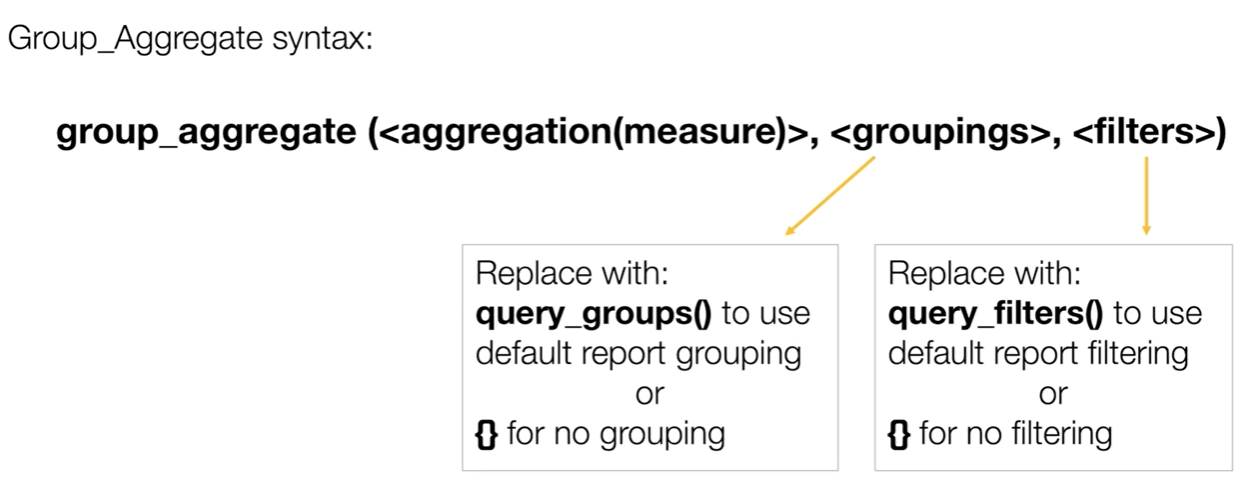 Group_Aggregate syntax:
group_aggregate (<aggregation(measure)>, <groupings>, <filters>)
Replace with:
query_groups() to use
default report grouping
or
{} for no grouping
Replace with:
query_filters() to use
default report filtering
or
{} for no filtering